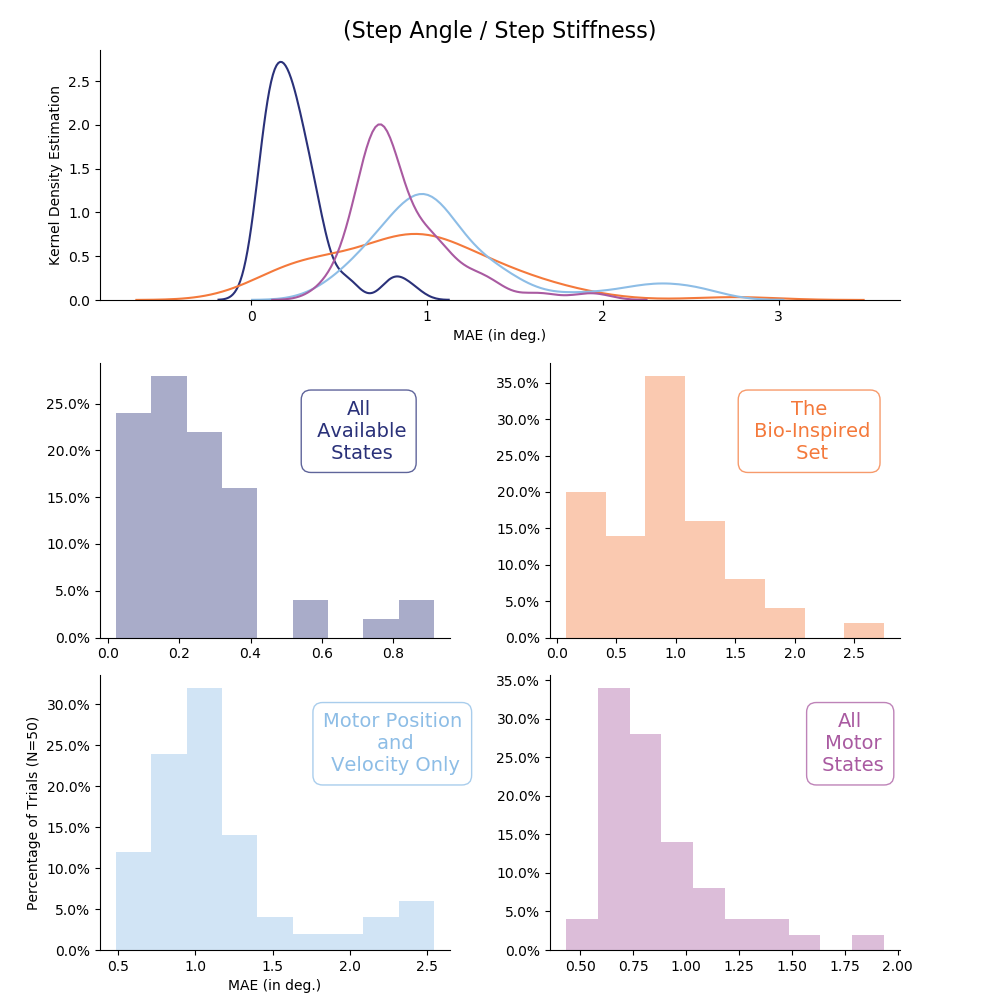 (Step Angle / Step Stiffness)
Kernel Density Estimation
2.5
2.0
1.5
1.0
0.5
0.0
0 1 2 3
MAE (in deg.)
25.0%
20.0%
15.0%
10.0%
5.0%
0.0%
0.0 0.2 0.4 0.6 0.8
All
Available
States
35.0%
30.0%
25.0%
20.0%
15.0%
10.0%
5.0%
0.0%
0.0 0.5 1.0 1.5 2.0 2.5
The
Bio-Inspired
Set
Percentage of Trials (N=50)
30.0%
25.0%
20.0%
15.0%
10.0%
5.0%
0.0%
0.5 1.0 1.5 2.0 2.5
MAE (in deg.)
Motor Position
and
Velocity Only
35.0%
30.0%
25.0%
20.0%
15.0%
10.0%
5.0%
0.0%
0.50 0.75 1.00 1.25 1.50 1.75 2.00
All
Motor
States